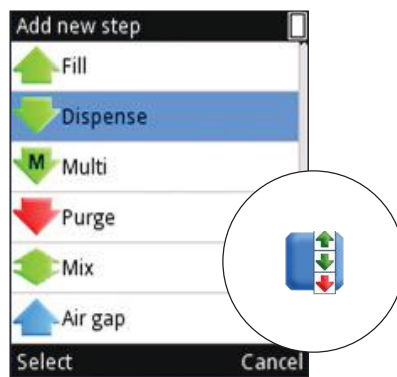 Add new step
Fill
Dispense
M Multi
Purge
Mix
Air gap
Select Cancel